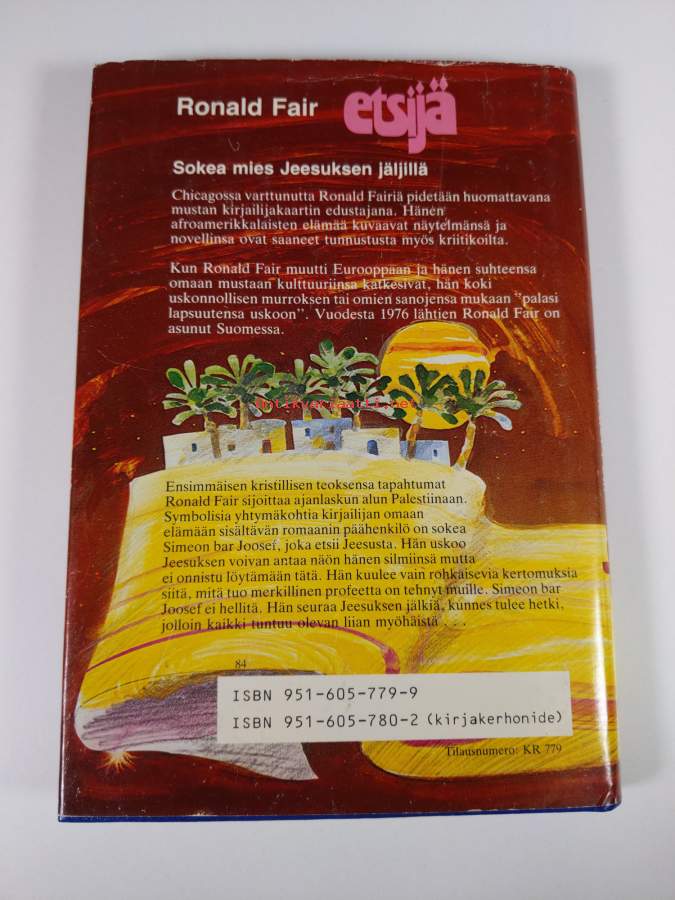 Ronald Fair etsijä
Sokea mies Jeesuksen jäljillä
Chicagossa varttunutta Ronald Fairiä pidetään huomattavana
mustan kirjailijakaartin edustajana. Hänen
afroamerikkalaisten elämää kuvaavat näytelmänsä ja
novellinsa ovat saaneet tunnustusta myös kriitikoilta.
Kun Ronald Fair muutti Eurooppaan ja hänen suhteensa
omaan mustaan kulttuuriinsa katkesivat, hän koki
uskonnollisen murroksen tai omien sanojensa mukaan "palasi
lapsuutensa uskoon". Vuodesta 1976 lähtien Ronald Fair on
asunut Suomessa.
antikvariaatti.net
Ensimmäisen kristillisen teoksensa tapahtumat
Ronald Fair sijoittaa ajanlaskun alun Palestiinaan.
Symbolisia yhtymäkohtia kirjailijan omaan
elämään sisältävän romaanin päähenkilö on sokea
Simeon bar Joosef, joka etsii Jeesusta. Hän uskoo
Jeesuksen voivan antaa näön hänen silmiinsä mutta
ei onnistu löytämään tätä. Hän kuulee vain rohkaisevia kertomuksia
siitä, mitä tuo merkillinen profeetta on tehnyt muille. Simeon bar
Joosef ei hellitä. Hän seuraa Jeesuksen jälkiä, kunnes tulee hetki,
jolloin kaikki tuntuu olevan liian myöhäistä . . .
84
ISBN 951-605-779-9
ISBN 951-605-780-2 (kirjakerhonide)
Tilausnumero: KR 779